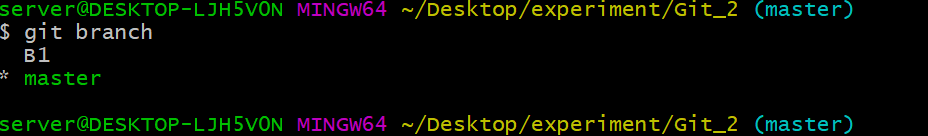 server@DESKTOP-LJH5V0N MINGW64 ~/Desktop/experiment/Git_2 (master)
$ git branch
  B1
* master
server@DESKTOP-LJH5V0N MINGW64 ~/Desktop/experiment/Git_2 (master)